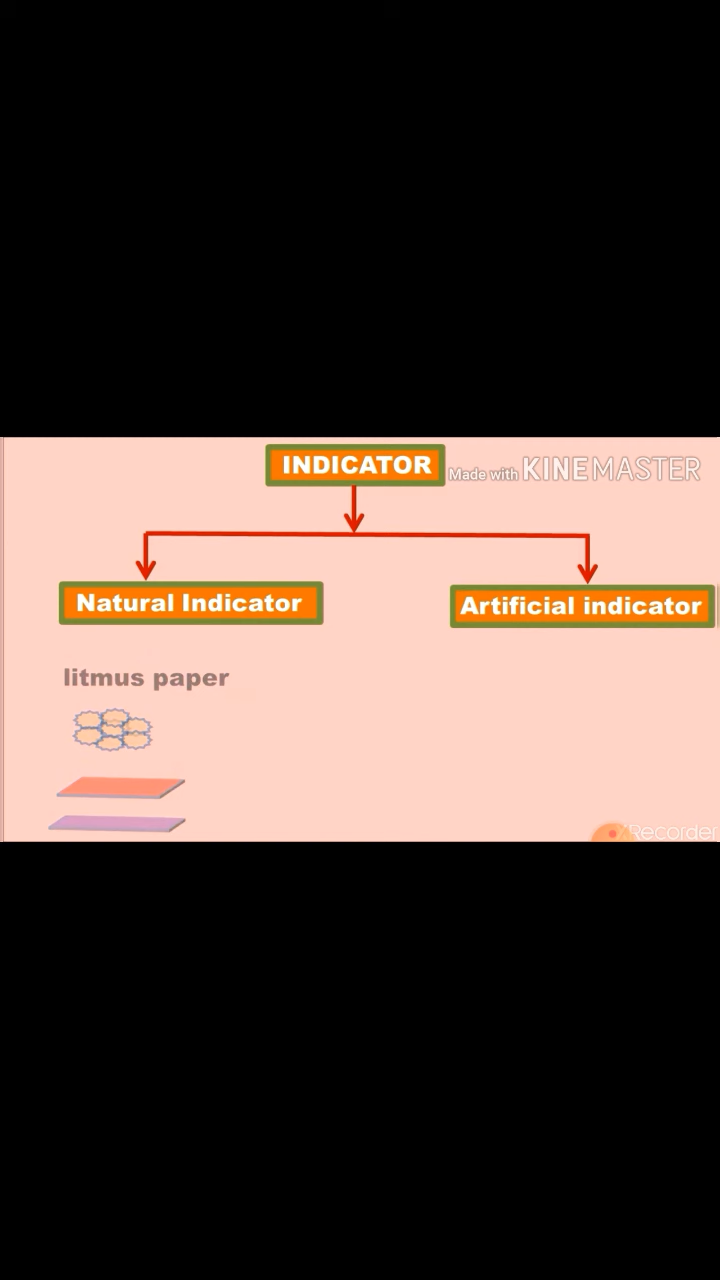 INDICATOR
Made with KINEMASTER
Natural Indicator
Artificial indicator
litmus paper
Recorder